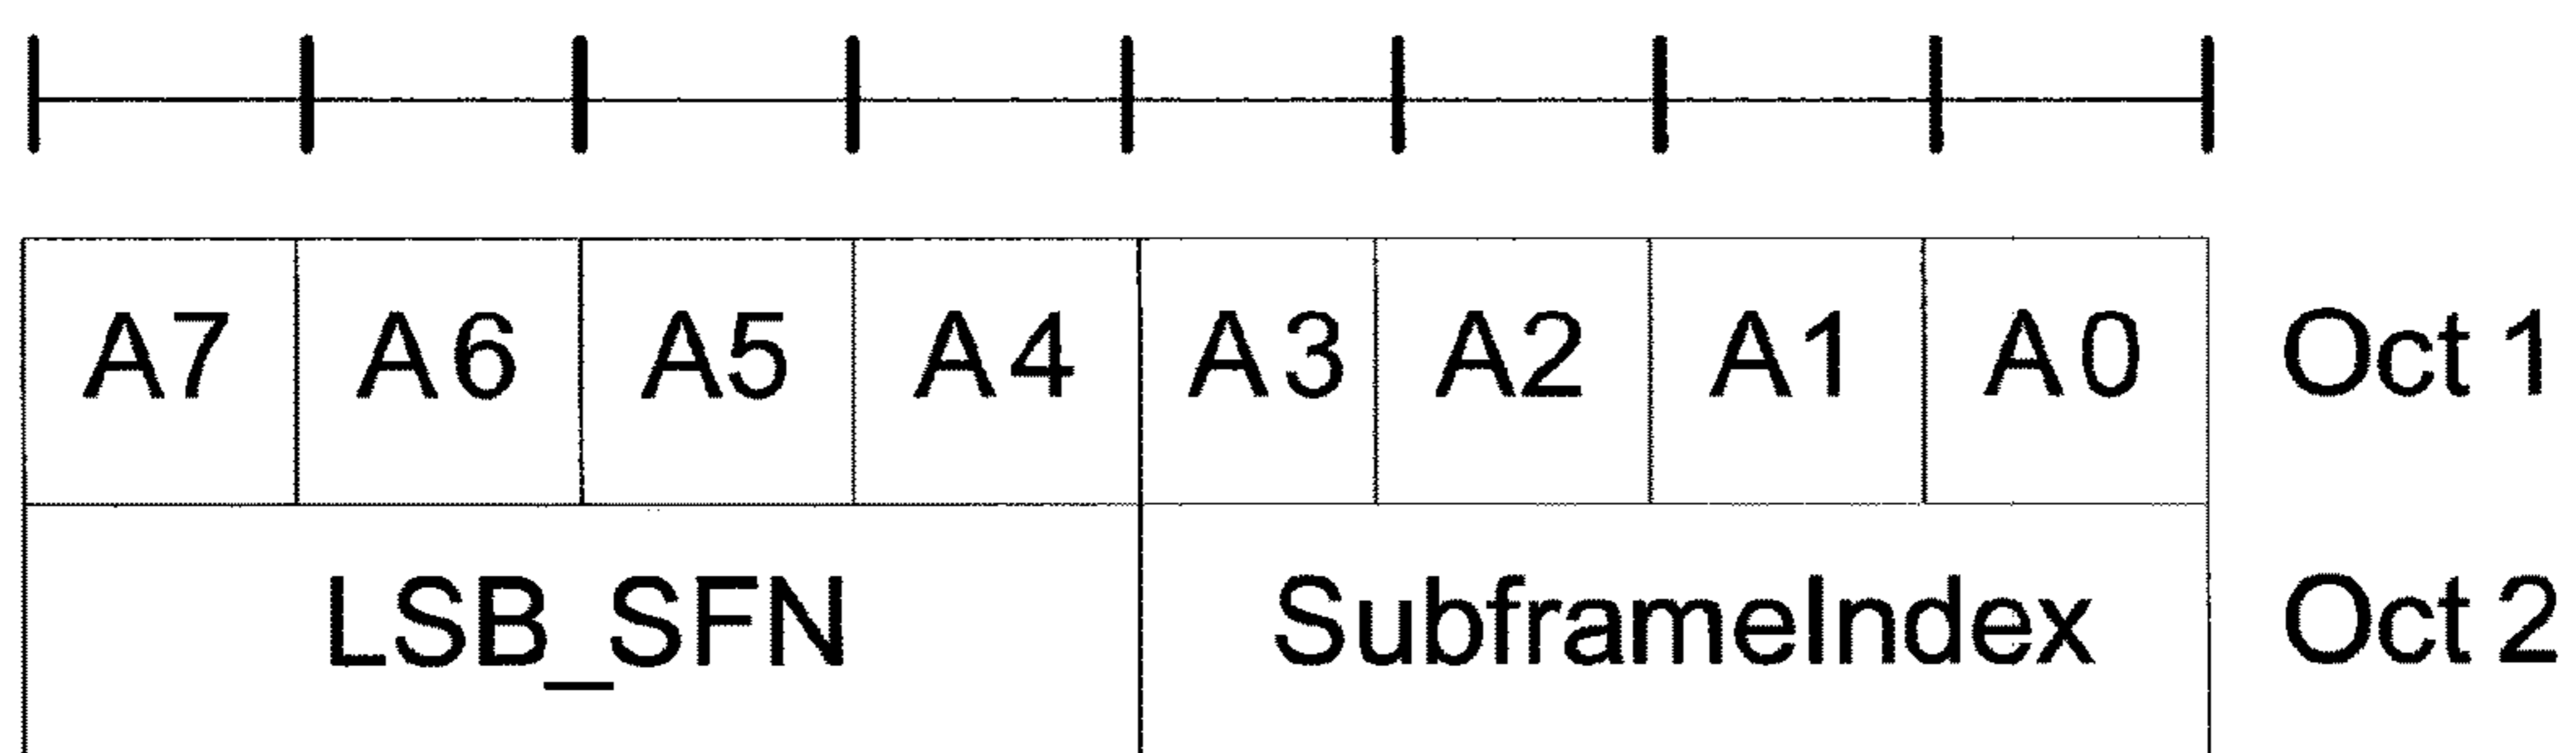 A7 A6 A5 A4 A3 A2 A1 A0 Oct 1
LSB_SFN SubframeIndex Oct 2